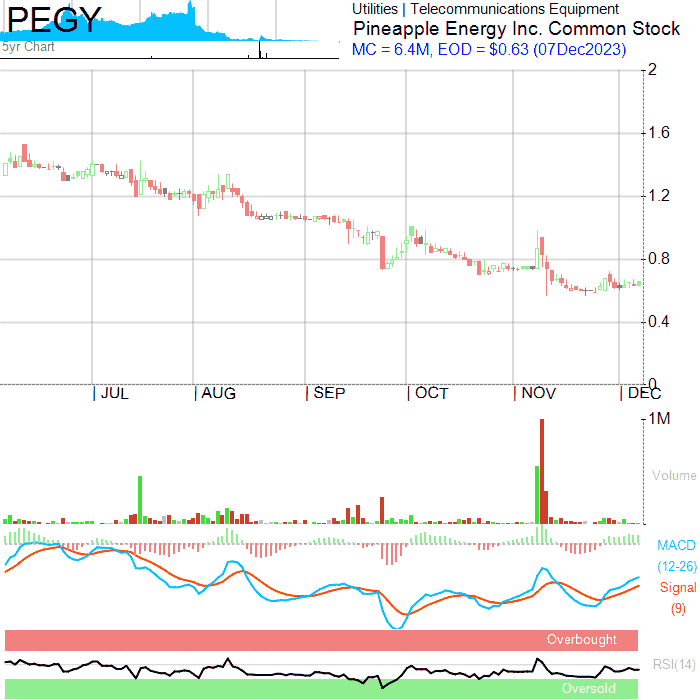 PEGY
5yr Chart
Utilities | Telecommunications Equipment
Pineapple Energy Inc. Common Stock
MC = 6.4M, EOD = $0.63 (07Dec2023)
2
1.6
1.2
0.8
0.4
0
JUL AUG SEP OCT NOV DEC
1M
Volume
MACD
(12-26)
Signal
(9)
Overbought
RSI(14)
Oversold